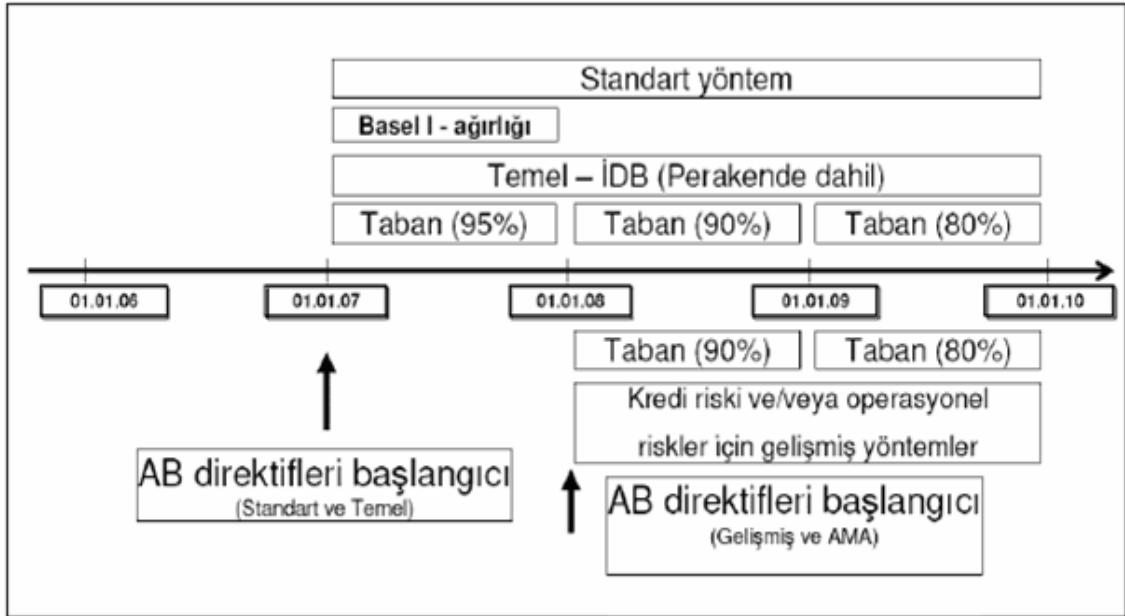 Standart yöntem
Basel I - ağırlığı
Temel – İDB (Perakende dahil)
Taban (95%)
Taban (90%)
Taban (80%)
01.01.06
01.01.07
01.01.08
01.01.09
01.01.10
Taban (90%)
Taban (80%)
Kredi riski ve/veya operasyonel
riskler için gelişmiş yöntemler
AB direktifleri başlangıcı
(Standart ve Temel)
AB direktifleri başlangıcı
(Gelişmiş ve AMA)